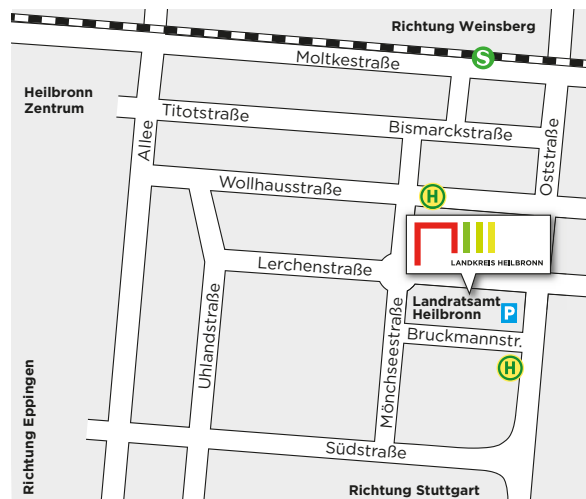 Richtung Weinsberg
S
Moltkestraße
Heilbronn
Zentrum
Titotstraße
Bismarckstraße
Allee
Oststraße
Wollhausstraße
H
LANDKREIS HEILBRONN
Lerchenstraße
Landratsamt
Heilbronn
P
Uhlandstraße
Mönchseestraße
Bruckmannstr.
H
Richtung Eppingen
Südstraße
Richtung Stuttgart